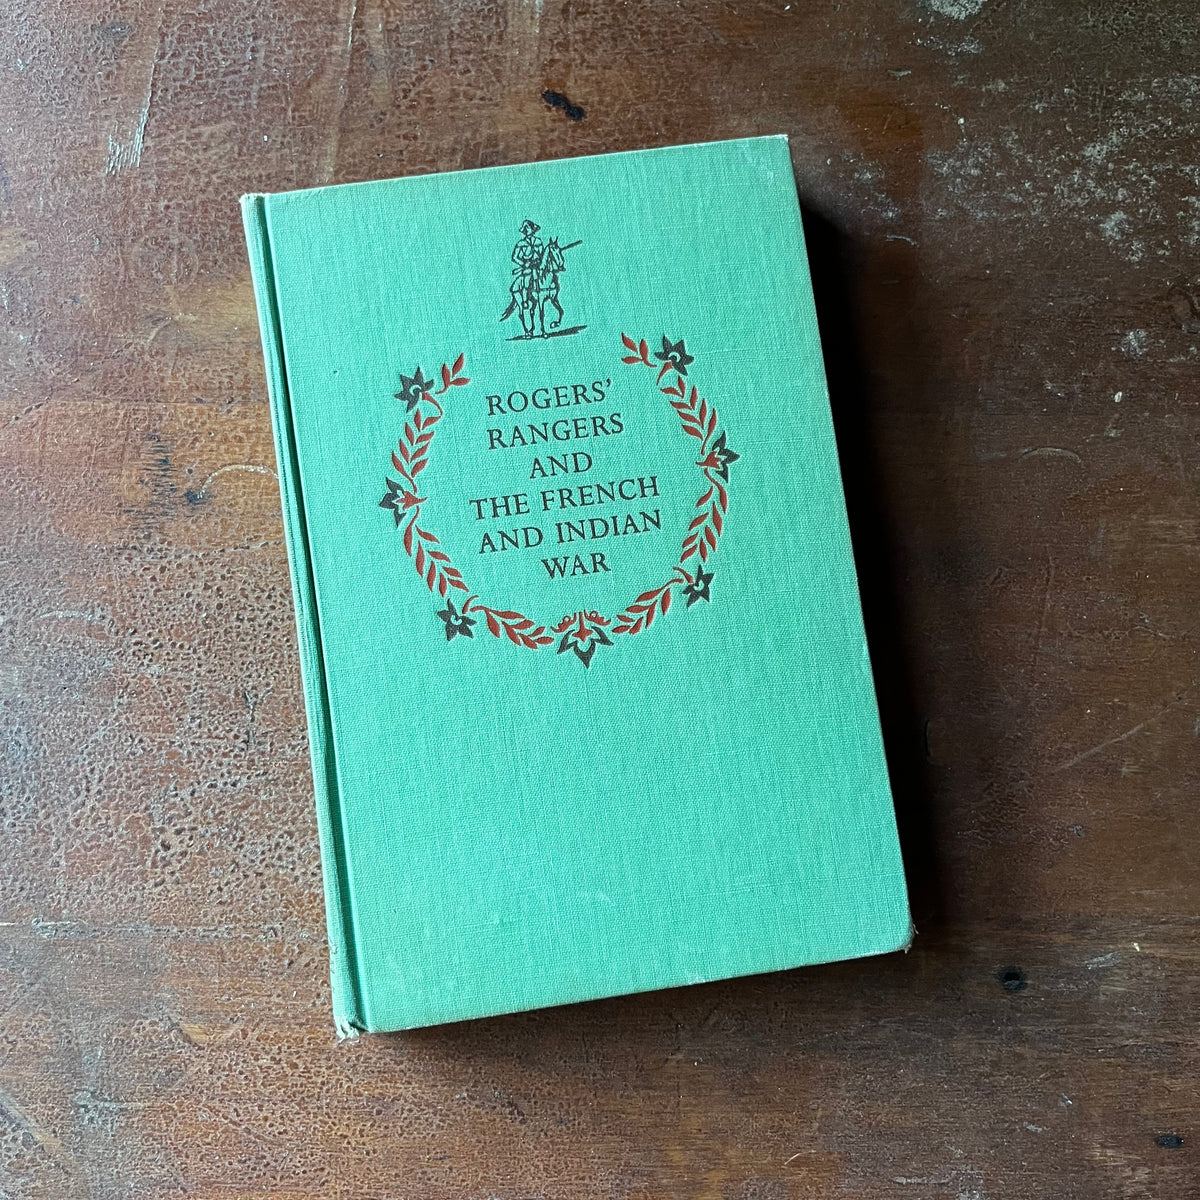 ROGERS’
RANGERS
AND
THE FRENCH
AND INDIAN
WAR